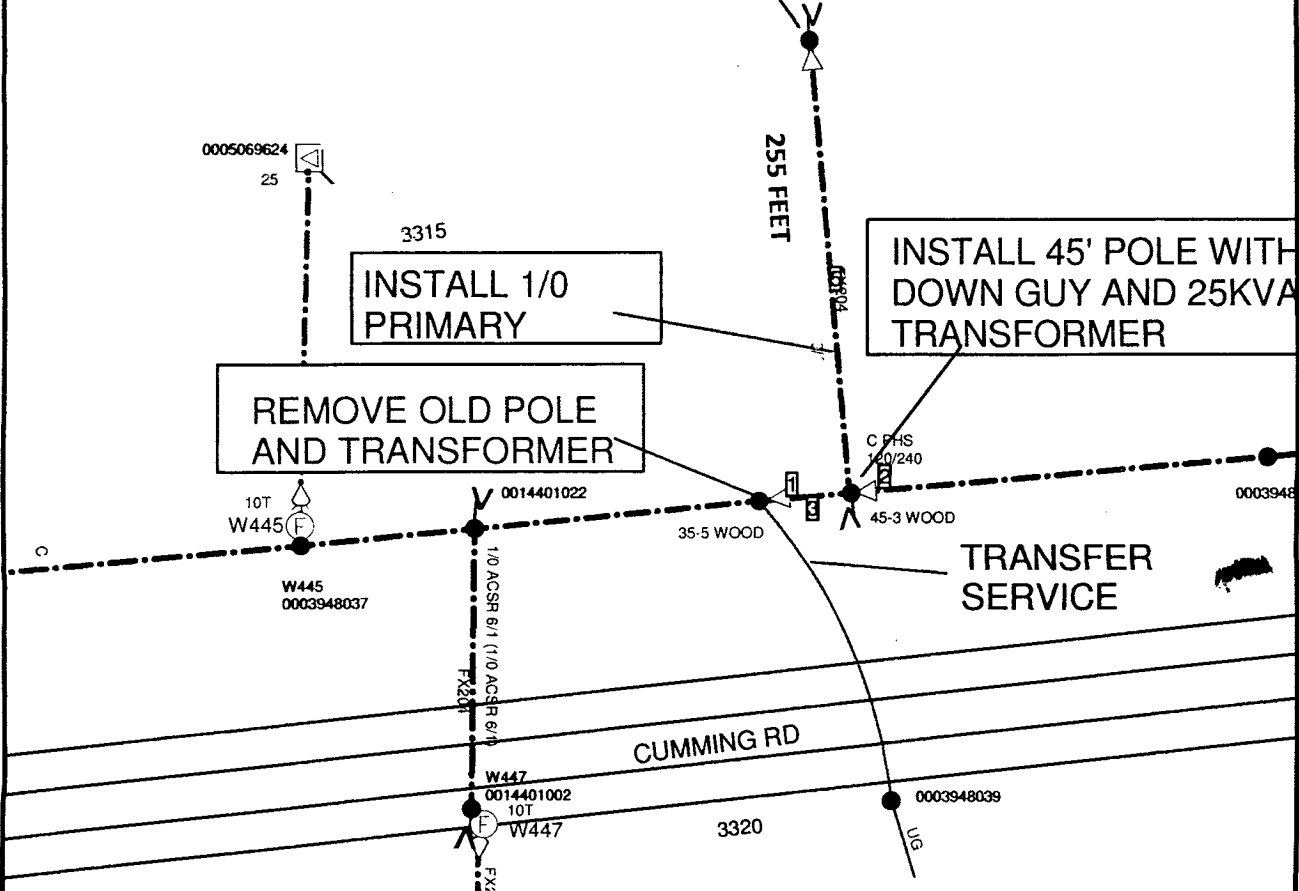 0005069624
25
255 FEET
3315
INSTALL 1/0
PRIMARY
INSTALL 45' POLE WITH
DOWN GUY AND 25KVA
TRANSFORMER
REMOVE OLD POLE
AND TRANSFORMER
C PHS
120/240
1
2
3
10T
W445
F
0014401022
35-5 WOOD
45-3 WOOD
0003948
C
W445
0003948037
TRANSFER
SERVICE
1/0 ACSR 6/1 (1/0 ACSR 6/1)
FX204
CUMMING RD
W447
0014401002
10T
F
W447
3320
0003948039
UG